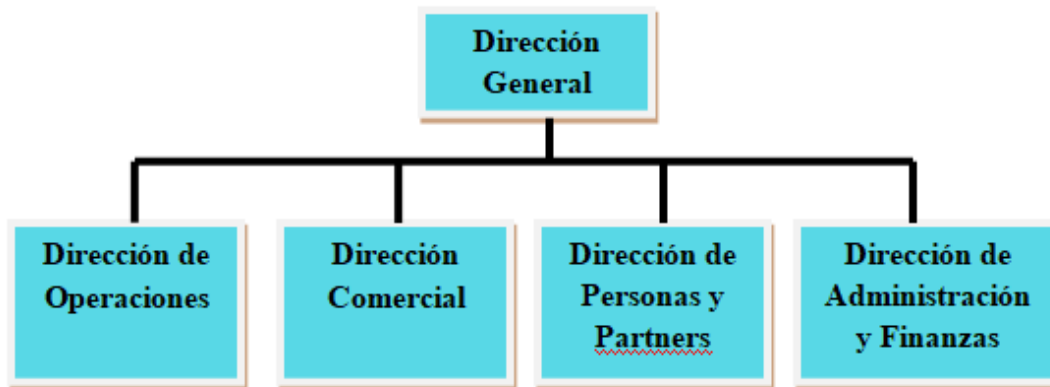 Dirección
General
Dirección de
Operaciones
Dirección
Comercial
Dirección de
Personas y
Partners
Dirección de
Administración
y Finanzas